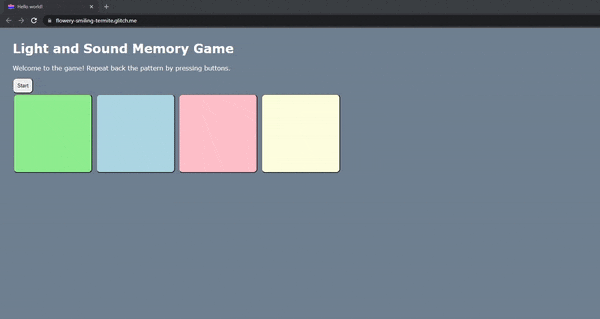 Hello world!
flowery-smiling-termite.glitch.me
Light and Sound Memory Game
Welcome to the game! Repeat back the pattern by pressing buttons.
Start